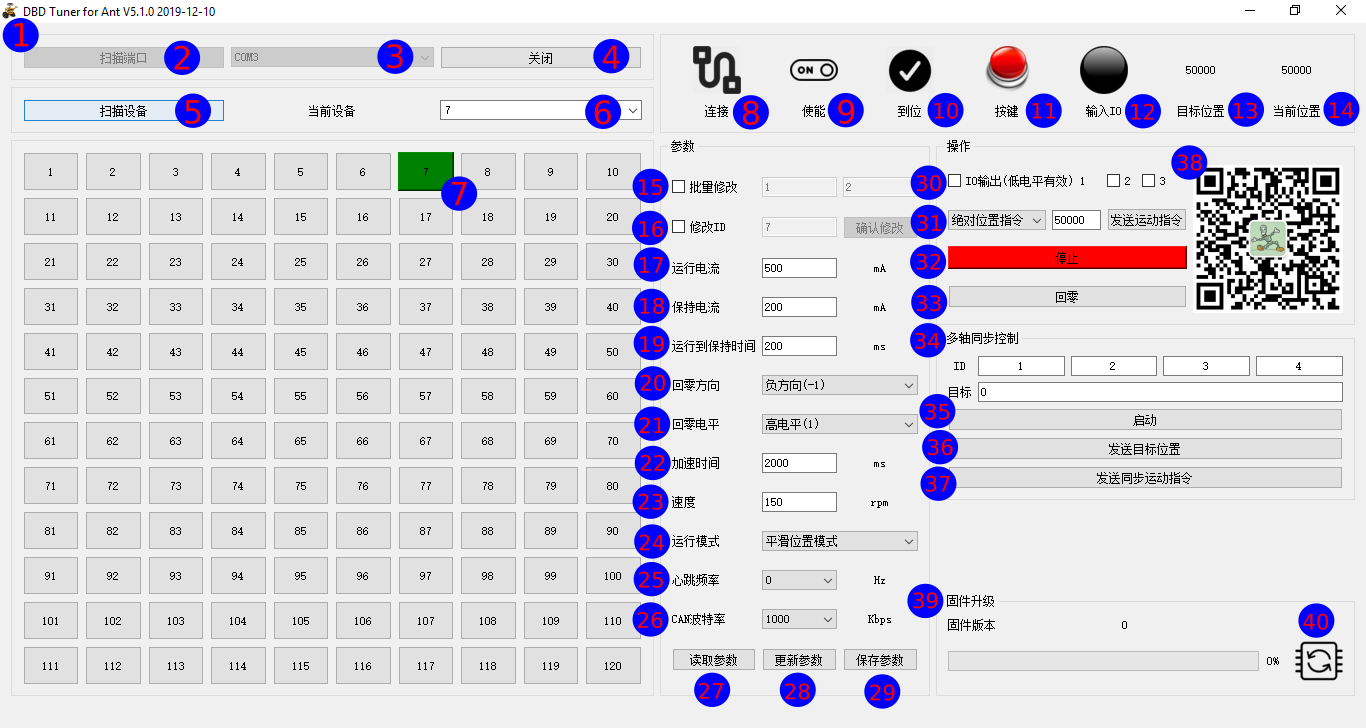 DBD Tuner for Ant V5.1.0 2019-12-10
1
扫描端口 2 COM3 3 关闭 4
扫描设备 5 当前设备 7 6
ON
50000 50000
连接 8 使能 9 到位 10 按键 11 输入IO 12 目标位置 13 当前位置 14
1 2 3 4 5 6 7 8 9 10
7
11 12 13 14 15 16 17 18 19 20
21 22 23 24 25 26 27 28 29 30
31 32 33 34 35 36 37 38 39 40
41 42 43 44 45 46 47 48 49 50
51 52 53 54 55 56 57 58 59 60
61 62 63 64 65 66 67 68 69 70
71 72 73 74 75 76 77 78 79 80
81 82 83 84 85 86 87 88 89 90
91 92 93 94 95 96 97 98 99 100
101 102 103 104 105 106 107 108 109 110
111 112 113 114 115 116 117 118 119 120
参数
15 批量修改 1 2
16 修改ID 7 确认修改
17 运行电流 500 mA
18 保持电流 200 mA
19 运行到保持时间 200 ms
20 回零方向 负方向(-1)
21 回零电平 高电平(1)
22 加速时间 2000 ms
23 速度 150 rpm
24 运行模式 平滑位置模式
25 心跳频率 0 Hz
26 CAN波特率 1000 Kbps
读取参数 更新参数 保存参数
27 28 29
操作
38
30 IO输出(低电平有效) 1 2 3
31 绝对位置指令 50000 发送运动指令
32 停止
33 回零
34 多轴同步控制
ID 1 2 3 4
目标 0
35 启动
36 发送目标位置
37 发送同步运动指令
39 固件升级
固件版本 0 40
0%